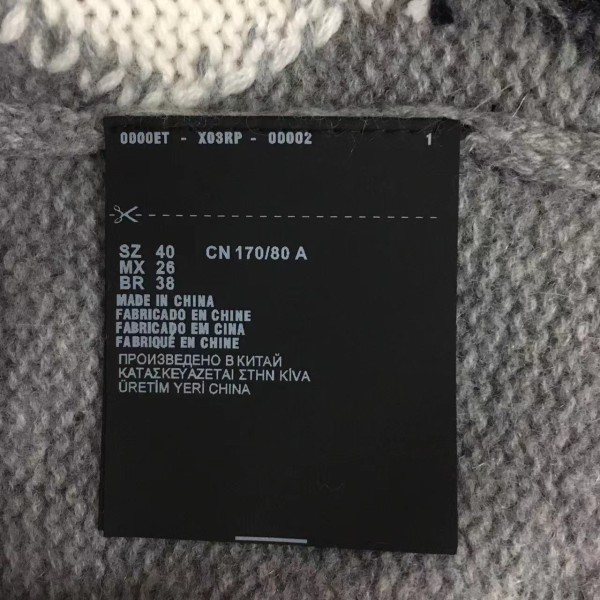 0000ET - X03RP - 00002 1
SZ 40 CN 170/80 A
MX 26
BR 38
MADE IN CHINA
FABRICADO EN CHINE
FABRICADO EM CINA
FABRIQUÉ EN CHINE
ПРОИЗВЕДЕНО В КИТАЙ
ΚΑΤΑΣΚΕΥΑΖΕΤΑΙ ΣΤΗΝ ΚΙVΑ
ÜRETİM YERİ CHINA